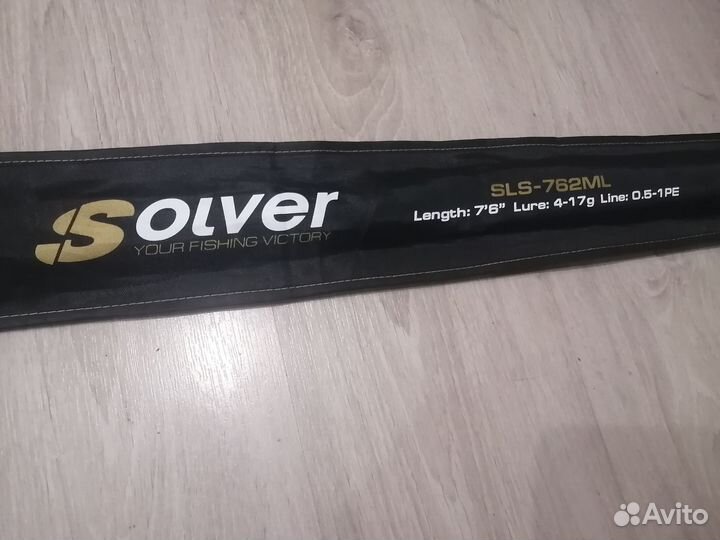 Solver
YOUR FISHING VICTORY
SLS-762ML
Length: 7'6" Lure: 4-17g Line: 0.5-1PE
Avito